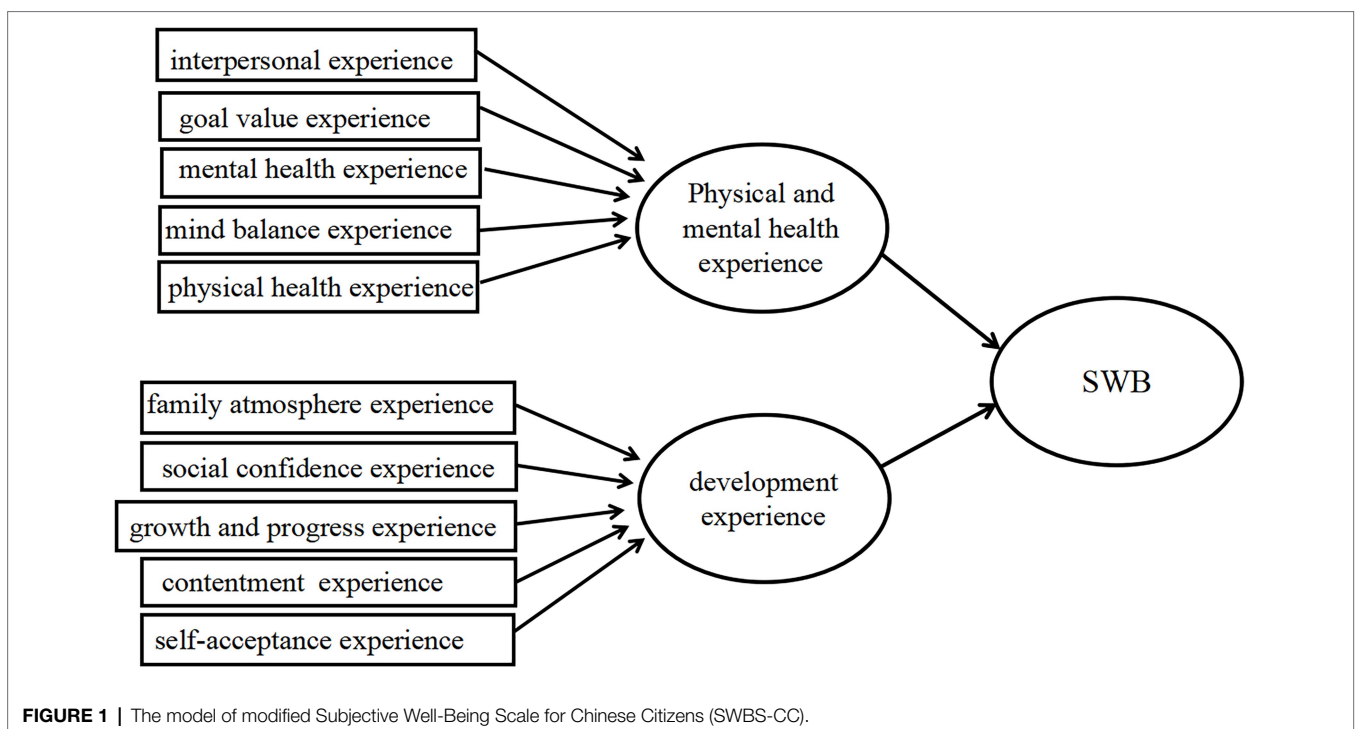 interpersonal experience
goal value experience
mental health experience
mind balance experience
physical health experience
Physical and
mental health
experience
family atmosphere experience
social confidence experience
growth and progress experience
contentment experience
self-acceptance experience
development
experience
SWB
FIGURE 1 | The model of modified Subjective Well-Being Scale for Chinese Citizens (SWBS-CC).